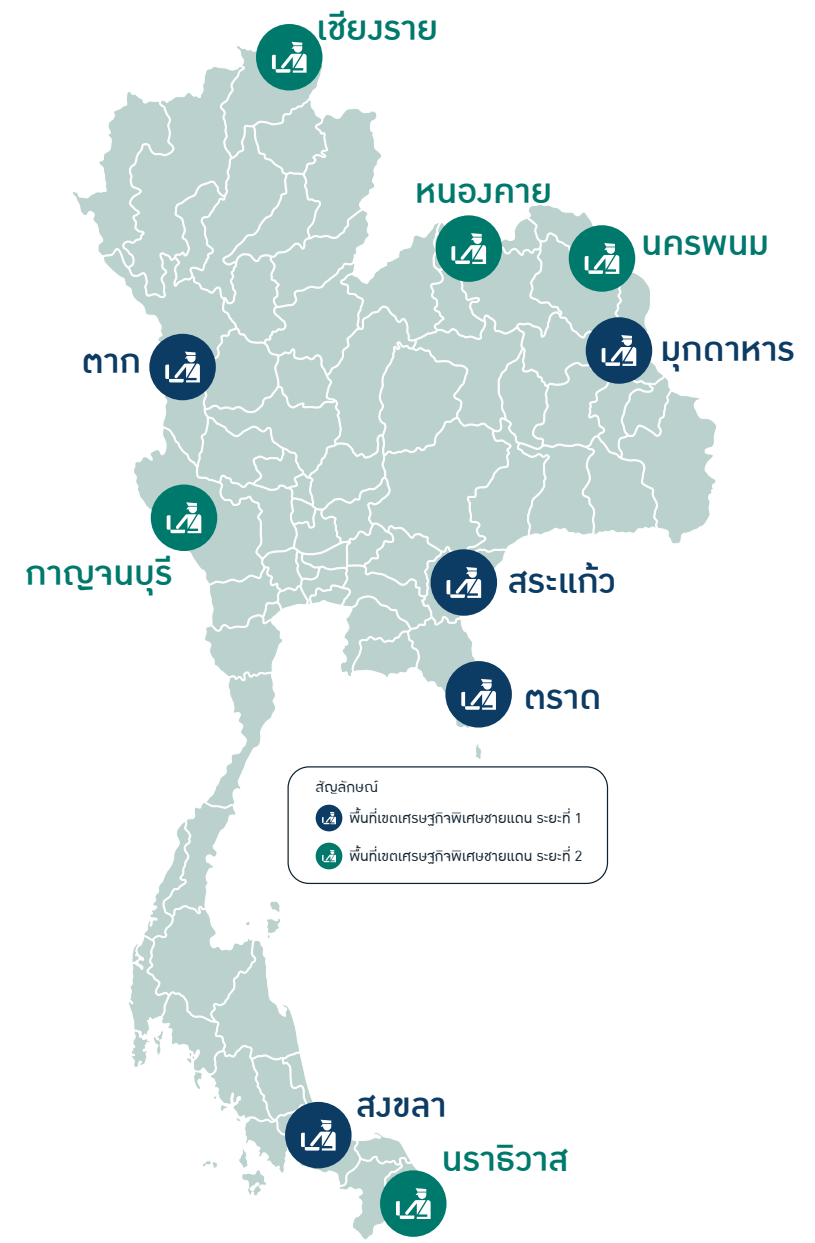 เชียงราย
หนองคาย
นครพนม
มุกดาหาร
ตาก
กาญจนบุรี
สระแก้ว
ตราด
สัญลักษณ์
พื้นที่เขตเศรษฐกิจพิเศษชายแดน ระยะที่ 1
พื้นที่เขตเศรษฐกิจพิเศษชายแดน ระยะที่ 2
สงขลา
นราธิวาส